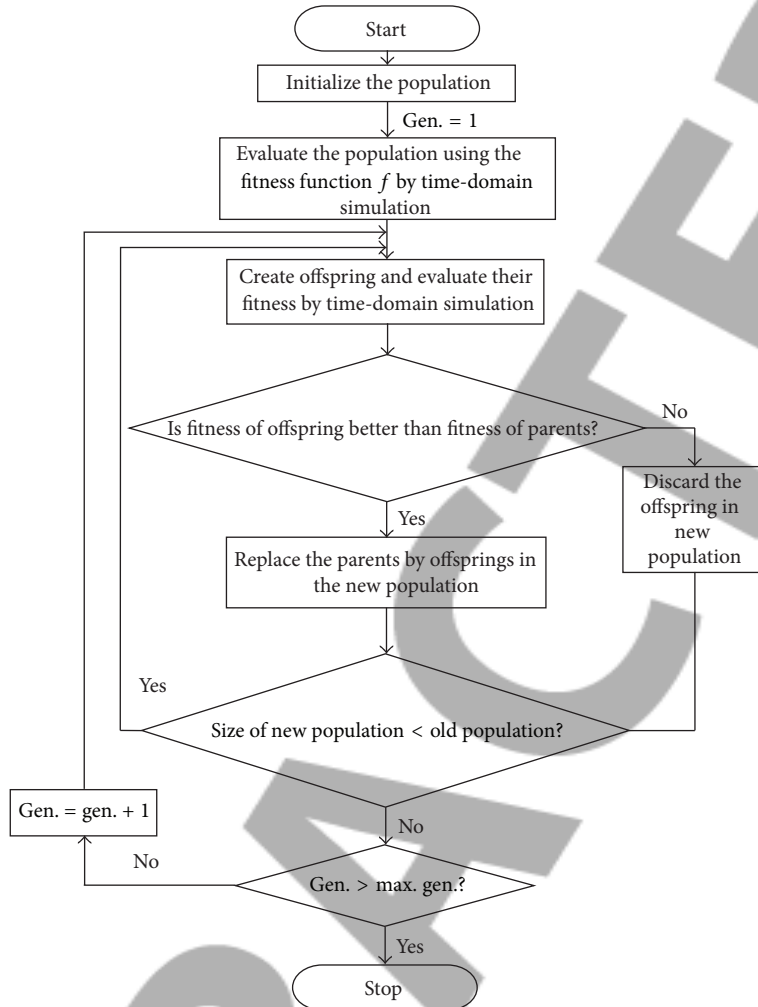 Start
Initialize the population
Gen. = 1
Evaluate the population using the
fitness function f by time-domain
simulation
Create offspring and evaluate their
fitness by time-domain simulation
Is fitness of offspring better than fitness of parents?
No
Discard the
offspring in
new
population
Yes
Replace the parents by offsprings in
the new population
Yes
Size of new population < old population?
Gen. = gen. + 1
No
No
Gen. > max. gen.?
Yes
Stop